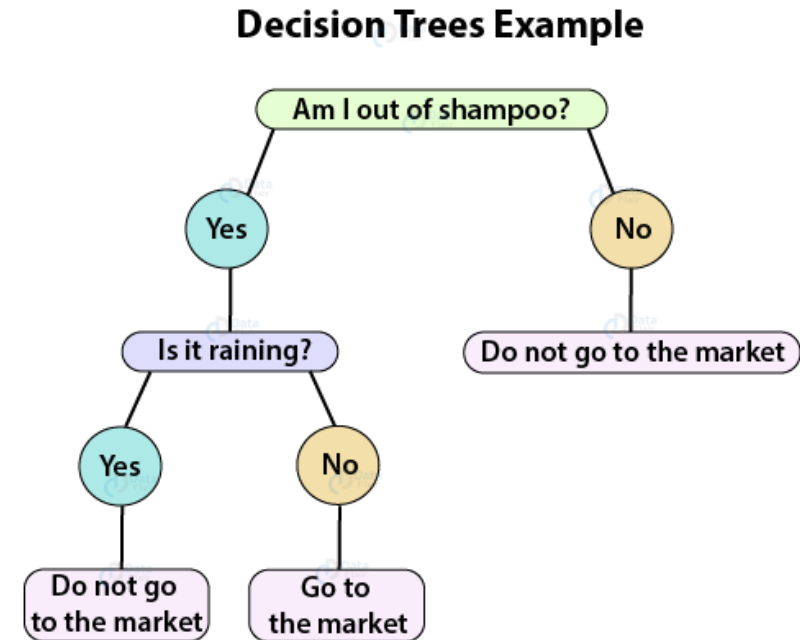 Decision Trees Example
Am I out of shampoo?
Yes
No
Is it raining?
Do not go to the market
Yes
No
Do not go
to the market
Go to
the market